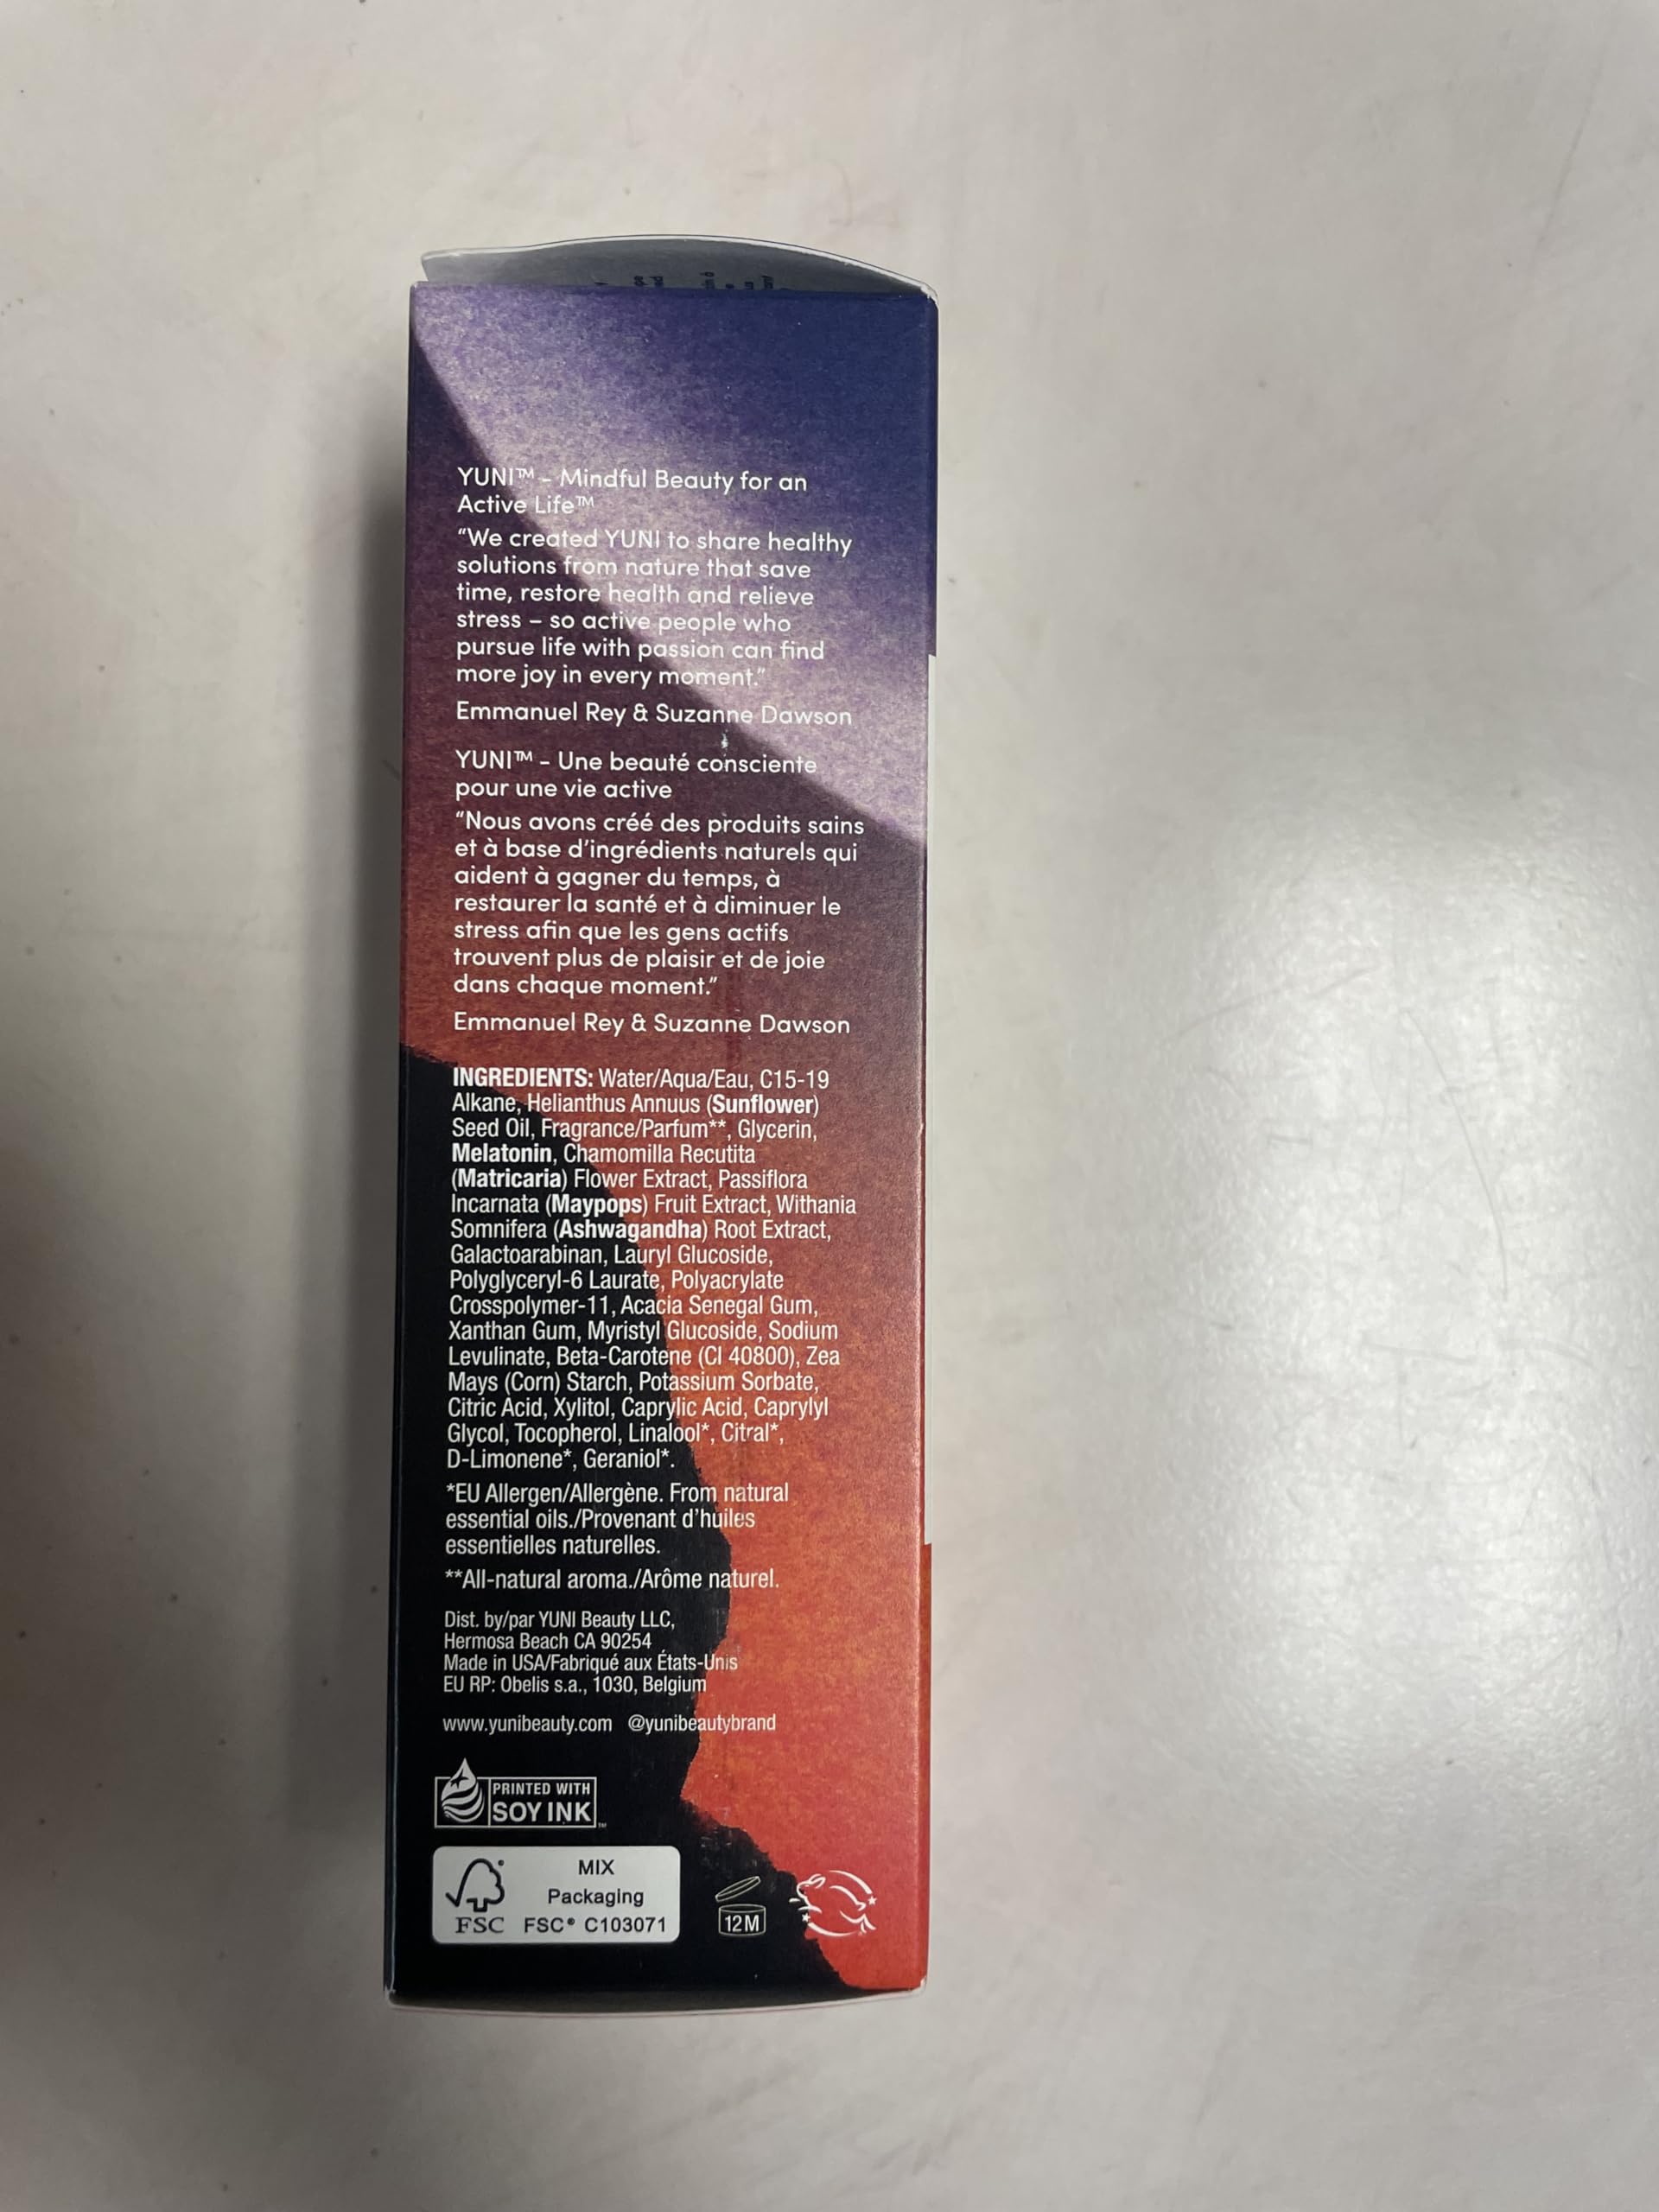 YUNI™ - Mindful Beauty for an
Active Life™
“We created YUNI to share healthy
solutions from nature that save
time, restore health and relieve
stress – so active people who
pursue life with passion can find
more joy in every moment.”
Emmanuel Rey & Suzanne Dawson
YUNI™ - Une beauté consciente
pour une vie active
“Nous avons créé des produits sains
et à base d’ingrédients naturels qui
aident à gagner du temps, à
restaurer la santé et à diminuer le
stress afin que les gens actifs
trouvent plus de plaisir et de joie
dans chaque moment.”
Emmanuel Rey & Suzanne Dawson
INGREDIENTS: Water/Aqua/Eau, C15-19
Alkane, Helianthus Annuus (Sunflower)
Seed Oil, Fragrance/Parfum**, Glycerin,
Melatonin, Chamomilla Recutita
(Matricaria) Flower Extract, Passiflora
Incarnata (Maypops) Fruit Extract, Withania
Somnifera (Ashwagandha) Root Extract,
Galactoarabinan, Lauryl Glucoside,
Polyglyceryl-6 Laurate, Polyacrylate
Crosspolymer-11, Acacia Senegal Gum,
Xanthan Gum, Myristyl Glucoside, Sodium
Levulinate, Beta-Carotene (CI 40800), Zea
Mays (Corn) Starch, Potassium Sorbate,
Citric Acid, Xylitol, Caprylic Acid, Caprylyl
Glycol, Tocopherol, Linalool*, Citral*,
D-Limonene*, Geraniol*.
*EU Allergen/Allergène. From natural
essential oils./Provenant d’huiles
essentielles naturelles.
**All-natural aroma./Arôme naturel.
Dist. by/par YUNI Beauty LLC,
Hermosa Beach CA 90254
Made in USA/Fabriqué aux États-Unis
EU RP: Obelis s.a., 1030, Belgium
www.yunibeauty.com @yunibeautybrand
PRINTED WITH
SOY INK™
MIX
Packaging
FSC FSC® C103071
12M